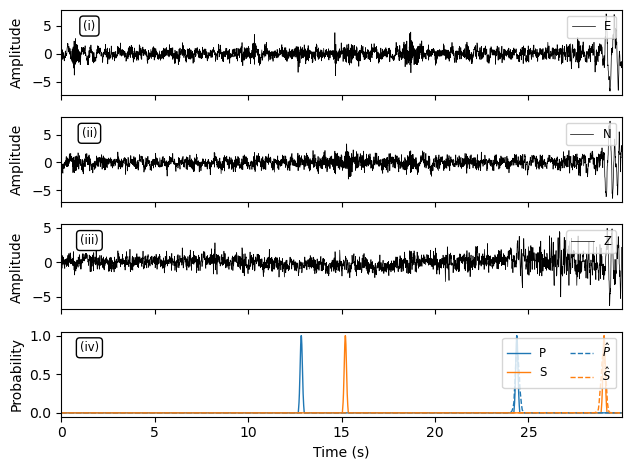 Amplitude
5
0
−5
(i)
E
Amplitude
5
0
−5
(ii)
N
Amplitude
5
0
−5
(iii)
Z
Probability
1.0
0.5
0.0
(iv)
P
S
P̂
Ŝ
0 5 10 15 20 25
Time (s)